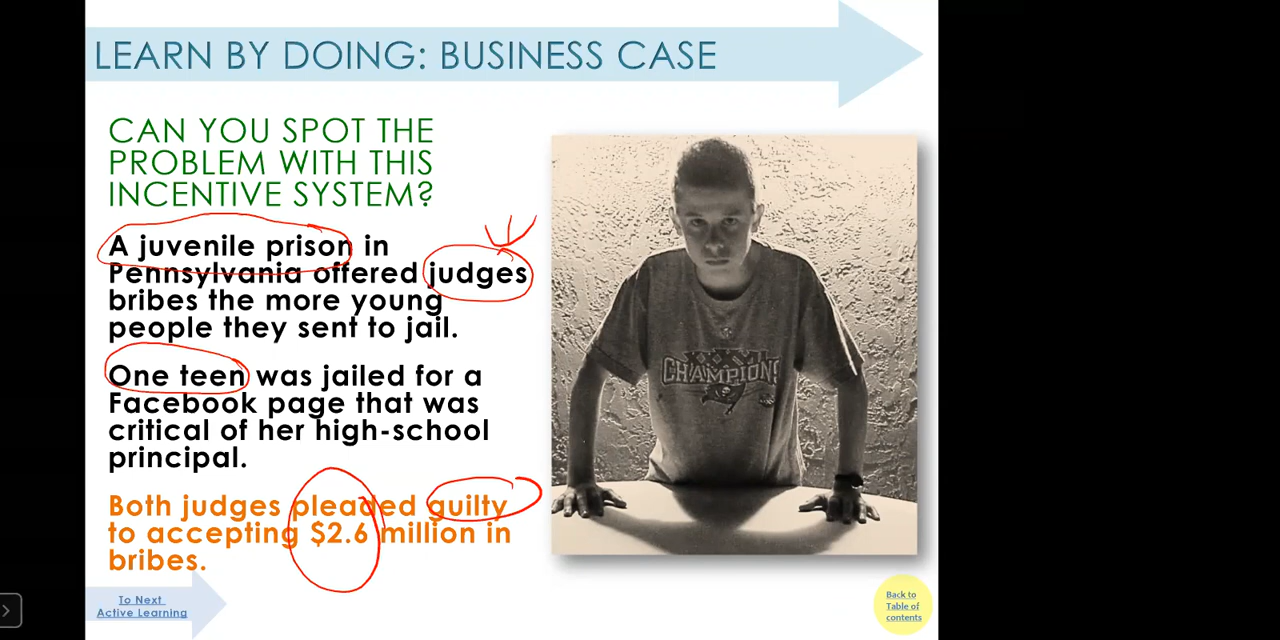 LEARN BY DOING: BUSINESS CASE
CAN YOU SPOT THE
PROBLEM WITH THIS
INCENTIVE SYSTEM?
A juvenile prison in
Pennsylvania offered judges
bribes the more young
people they sent to jail.
One teen was jailed for a
Facebook page that was
critical of her high-school
principal.
Both judges pleaded guilty
to accepting $2.6 million in
bribes.
XXXVII
CHAMPIONS
To Next
Active Learning
Back to
Table of
contents